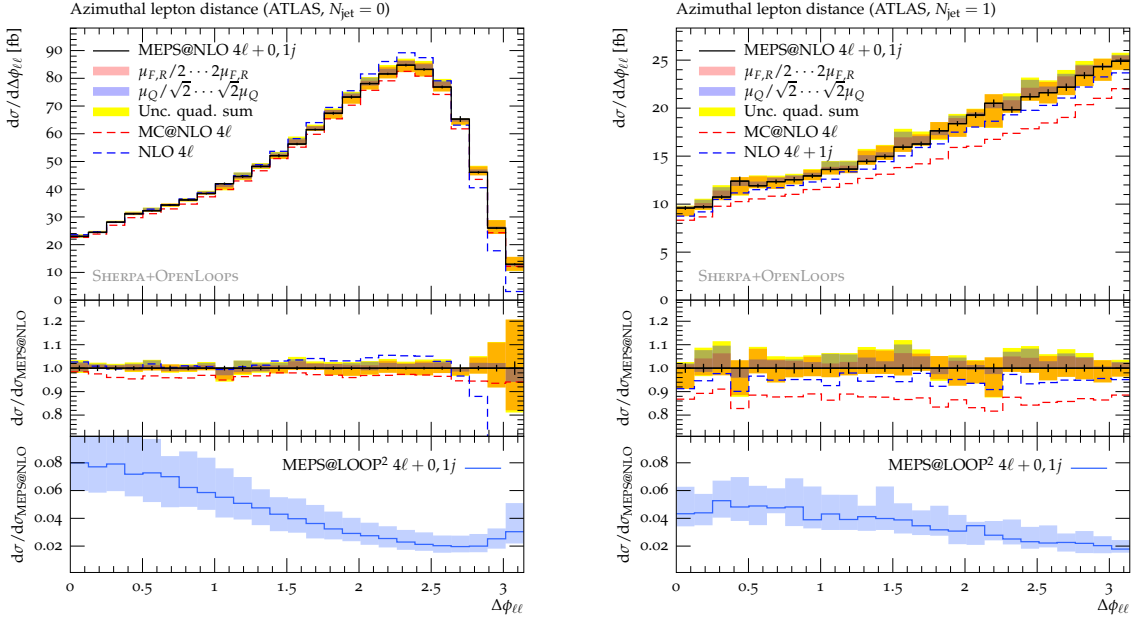 Azimuthal lepton distance (ATLAS, N_jet = 0)
dσ/dΔϕ_ℓℓ [fb]
MEPS@NLO 4ℓ + 0, 1j
μ_F,R/2 ⋯ 2μ_F,R
μ_Q/√2 ⋯ √2μ_Q
Unc. quad. sum
MC@NLO 4ℓ
NLO 4ℓ
SHERPA+OPENLOOPS
90
80
70
60
50
40
30
20
10
0
dσ/dσ_MEPS@NLO
1.2
1.1
1.0
0.9
0.8
dσ/dσ_MEPS@NLO
MEPS@LOOP² 4ℓ + 0, 1j
0.08
0.06
0.04
0.02
0 0.5 1 1.5 2 2.5 3
Δϕ_ℓℓ
Azimuthal lepton distance (ATLAS, N_jet = 1)
dσ/dΔϕ_ℓℓ [fb]
MEPS@NLO 4ℓ + 0, 1j
μ_F,R/2 ⋯ 2μ_F,R
μ_Q/√2 ⋯ √2μ_Q
Unc. quad. sum
MC@NLO 4ℓ
NLO 4ℓ + 1j
SHERPA+OPENLOOPS
25
20
15
10
5
0
dσ/dσ_MEPS@NLO
1.2
1.1
1.0
0.9
0.8
dσ/dσ_MEPS@NLO
MEPS@LOOP² 4ℓ + 0, 1j
0.08
0.06
0.04
0.02
0 0.5 1 1.5 2 2.5 3
Δϕ_ℓℓ